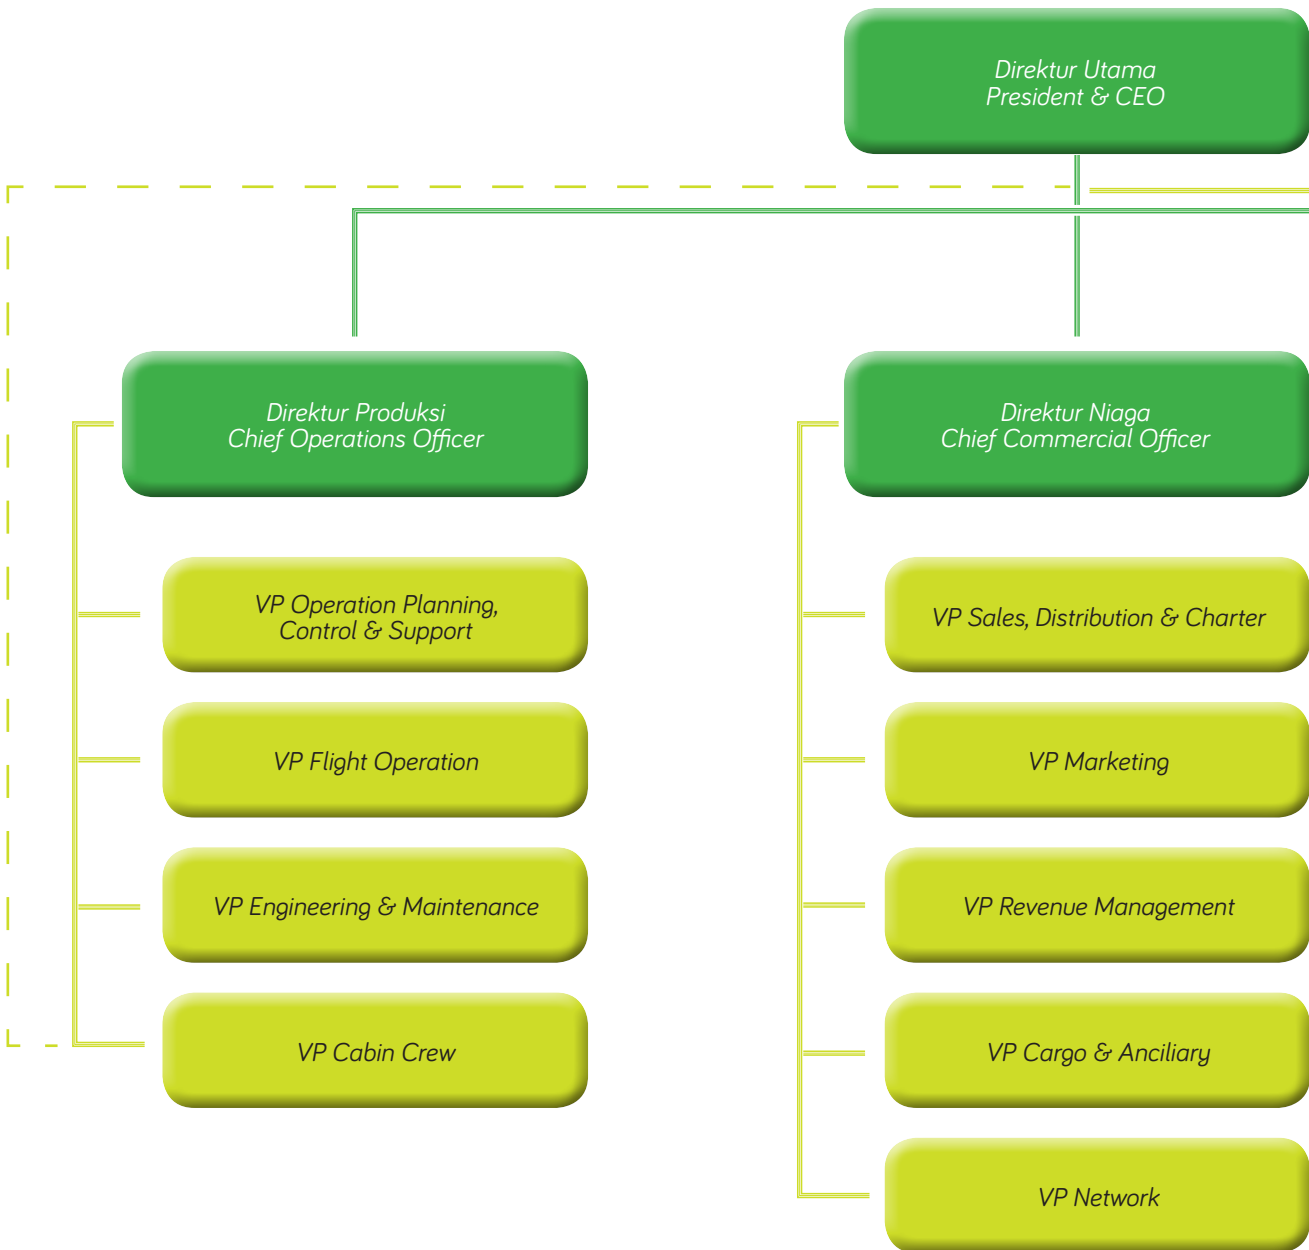 Direktur Utama
President & CEO
Direktur Produksi
Chief Operations Officer
Direktur Niaga
Chief Commercial Officer
VP Operation Planning,
Control & Support
VP Flight Operation
VP Engineering & Maintenance
VP Cabin Crew
VP Sales, Distribution & Charter
VP Marketing
VP Revenue Management
VP Cargo & Anciliary
VP Network